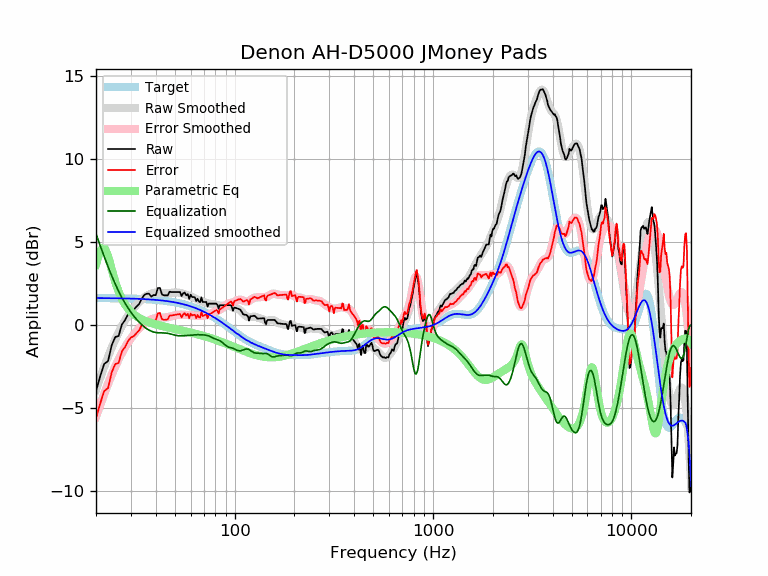 Denon AH-D5000 JMoney Pads
Target
Raw Smoothed
Error Smoothed
Raw
Error
Parametric Eq
Equalization
Equalized smoothed
15
10
5
0
−5
−10
Amplitude (dBr)
100
1000
10000
Frequency (Hz)